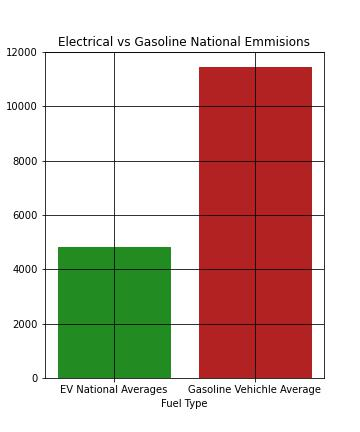 Electrical vs Gasoline National Emmisions
12000
10000
8000
6000
4000
2000
0
EV National Averages
Gasoline Vehichle Average
Fuel Type